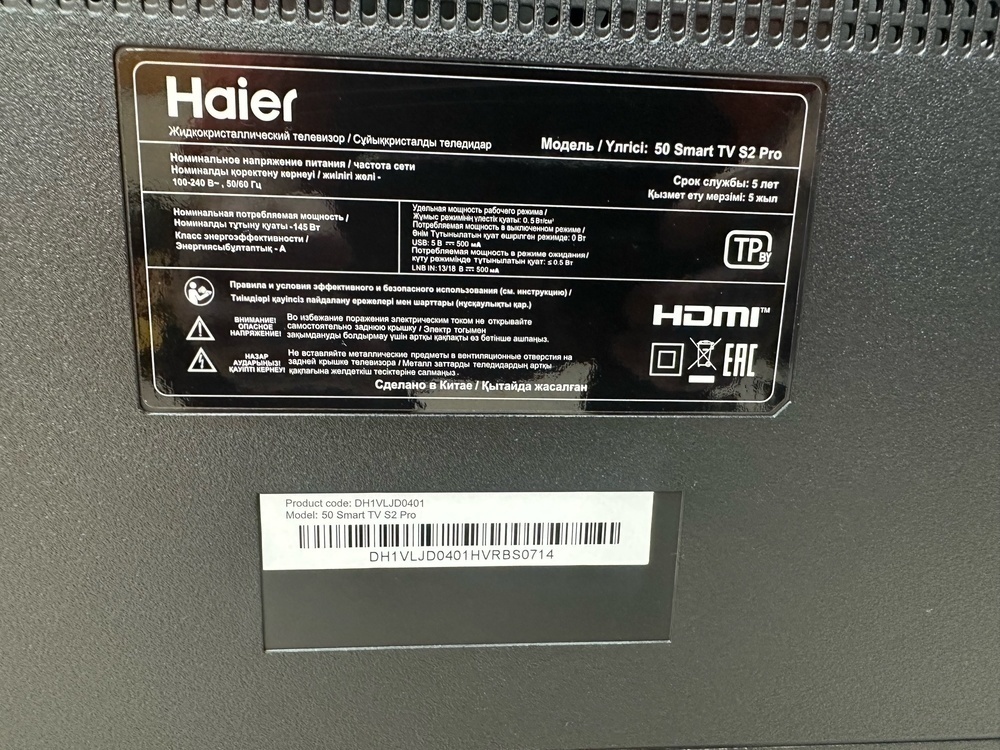 Haier
Жидкокристаллический телевизор / Сұйыққристалды теледидар
Модель / Үлгісі: 50 Smart TV S2 Pro
Номинальное напряжение питания / частота сети
Номиналды қоректену кернеуі / жиілігі желі -
100-240 В~ , 50/60 Гц
Срок службы: 5 лет
Қызмет ету мерзімі: 5 жыл
Номинальная потребляемая мощность /
Номиналды тұтыну қуаты -145 Вт
Класс энергоэффективности /
Энергиясыбұлтаптық - А
Удельная мощность рабочего режима /
Жұмыс режимінің үлестік қуаты: 0.5 Вт/см²
Потребляемая мощность в выключенном режиме /
Өнім Тұтынылатын қуат өшірілген режимде: 0 Вт
USB: 5 В ⎓ 500 мА
Потребляемая мощность в режиме ожидания/
күту режимінде тұтынылатын қуат: ≤ 0.5 Вт
LNB IN: 13/18 В ⎓ 500 мА
TP BY
Правила и условия эффективного и безопасного использования (см. инструкцию) /
Тиімдіәрі қауіпсіз пайдалану ережелері мен шарттары (нұсқаулықты қар.)
ВНИМАНИЕ!
ОПАСНОЕ
НАПРЯЖЕНИЕ!
Во избежание поражения электрическим током не открывайте
самостоятельно заднюю крышку / Электр тогымен
зақымдануды болдырмау үшін артқы қақпақты өз бетінше ашпаңыз.
НАЗАР
АУДАРЫҢЫЗ!
ҚАУІПТІ КЕРНЕУ!
Не вставляйте металлические предметы в вентиляционные отверстия на
задней крышке телевизора / Металл заттарды теледидардың артқы
қақпағына желдеткіш тесіктеріне салмаңыз.
HDMI™
EAC
Сделано в Китае / Қытайда жасалған
Product code: DH1VLJD0401
Model: 50 Smart TV S2 Pro
DH1VLJD0401HVRBS0714